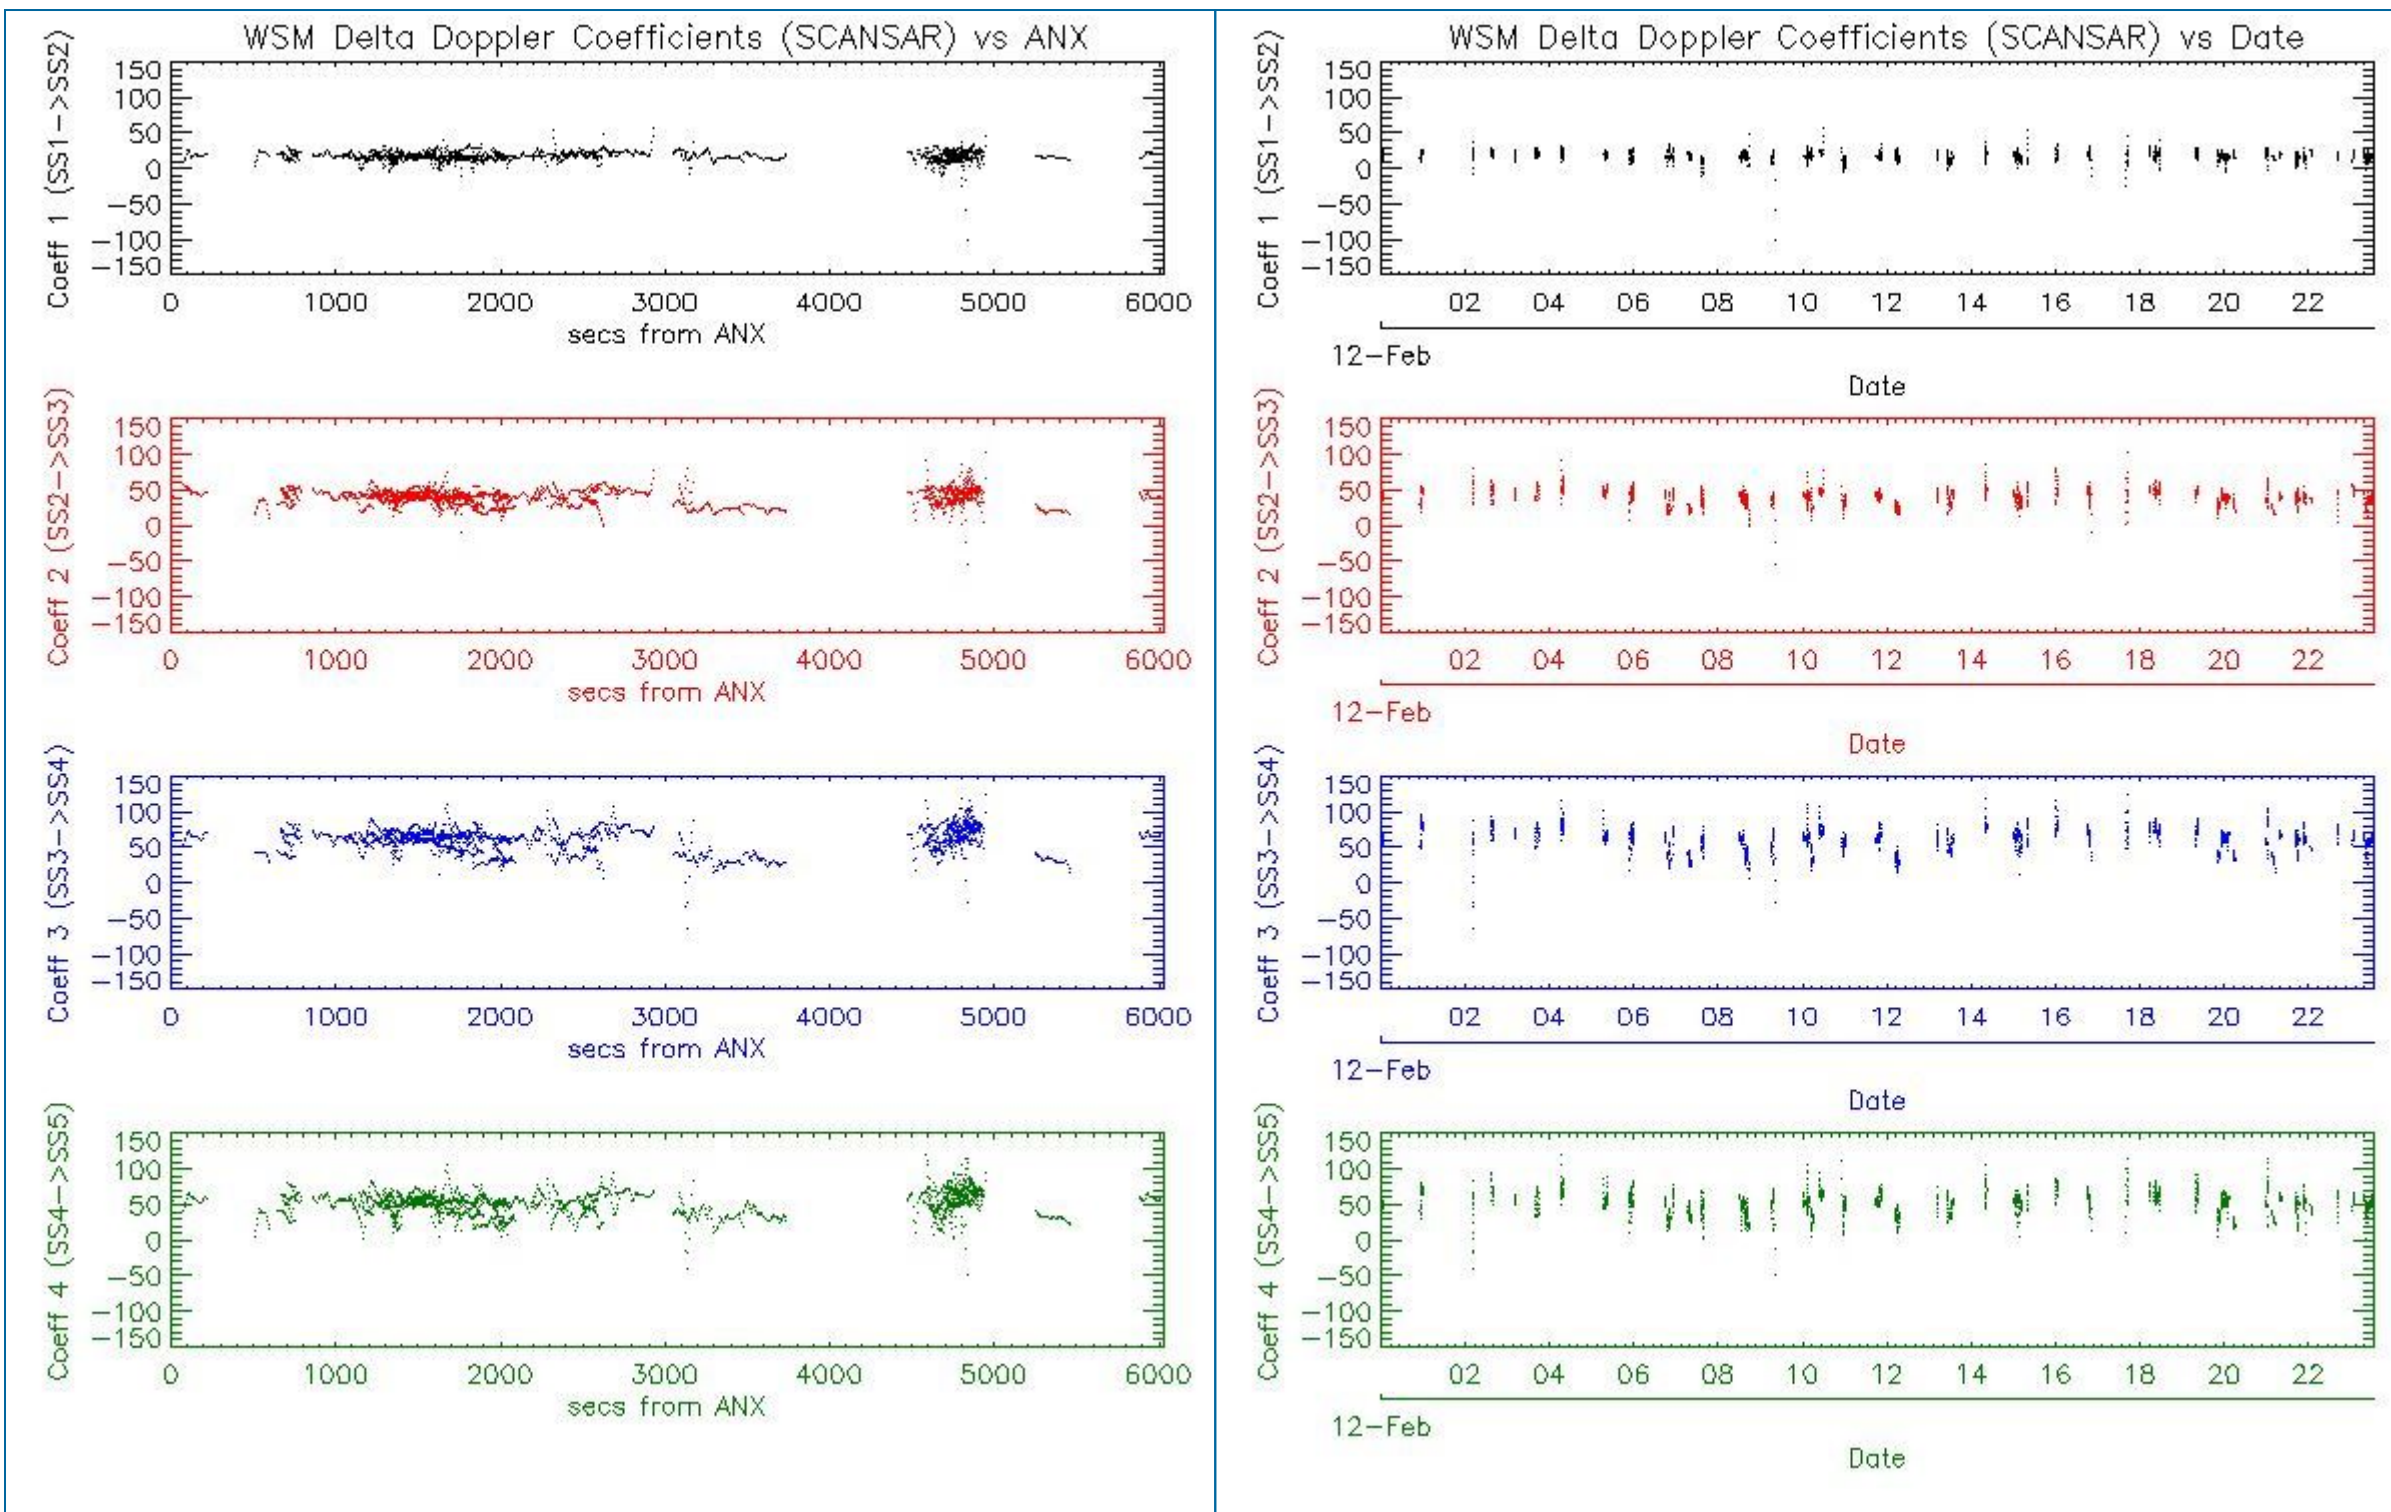 WSM Delta Doppler Coefficients (SCANSAR) vs ANX
Coeff 1 (SS1->SS2)
150
100
50
0
-50
-100
-150
0 1000 2000 3000 4000 5000 6000
secs from ANX
Coeff 2 (SS2->SS3)
150
100
50
0
-50
-100
-150
0 1000 2000 3000 4000 5000 6000
secs from ANX
Coeff 3 (SS3->SS4)
150
100
50
0
-50
-100
-150
0 1000 2000 3000 4000 5000 6000
secs from ANX
Coeff 4 (SS4->SS5)
150
100
50
0
-50
-100
-150
0 1000 2000 3000 4000 5000 6000
secs from ANX
WSM Delta Doppler Coefficients (SCANSAR) vs Date
Coeff 1 (SS1->SS2)
150
100
50
0
-50
-100
-150
02 04 06 08 10 12 14 16 18 20 22
12-Feb
Date
Coeff 2 (SS2->SS3)
150
100
50
0
-50
-100
-150
02 04 06 08 10 12 14 16 18 20 22
12-Feb
Date
Coeff 3 (SS3->SS4)
150
100
50
0
-50
-100
-150
02 04 06 08 10 12 14 16 18 20 22
12-Feb
Date
Coeff 4 (SS4->SS5)
150
100
50
0
-50
-100
-150
02 04 06 08 10 12 14 16 18 20 22
12-Feb
Date